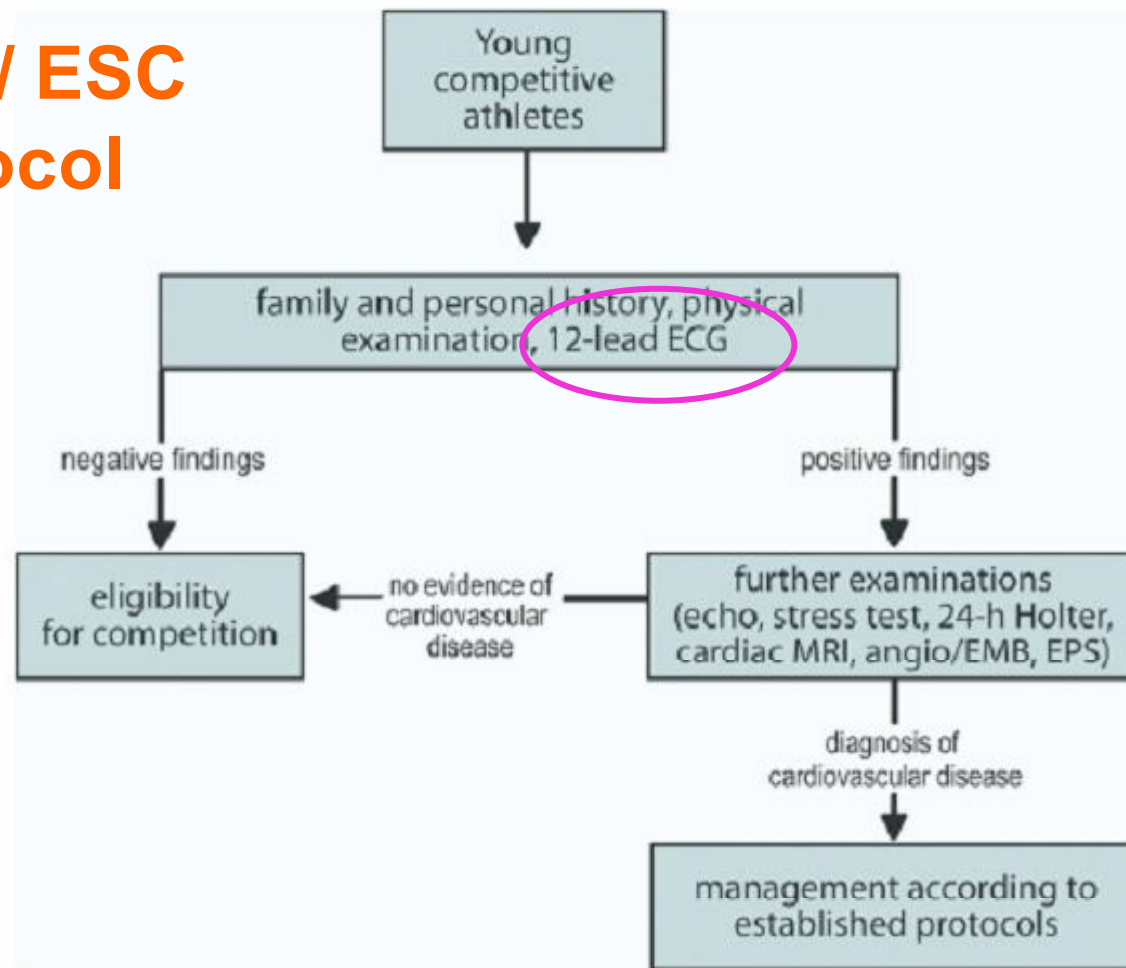 / ESC
ocol
Young
competitive
athletes
family and personal history, physical
examination, 12-lead ECG
negative findings
positive findings
eligibility
for competition
no evidence of
cardiovascular
disease
further examinations
(echo, stress test, 24-h Holter,
cardiac MRI, angio/EMB, EPS)
diagnosis of
cardiovascular disease
management according to
established protocols